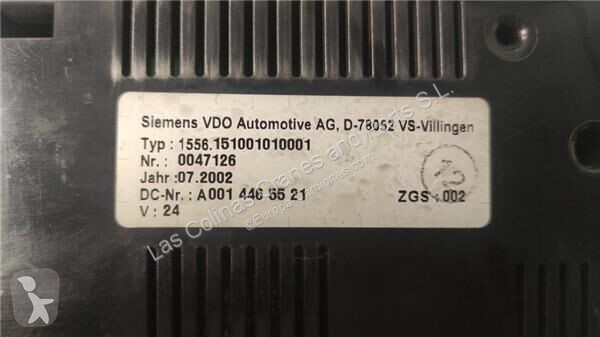 Siemens VDO Automotive AG, D-78052 VS-Villingen
Typ : 1556.151001010001
Nr. : 0047126
Jahr :07.2002
DC-Nr. : A001 446 55 21 ZGS : 002
V : 24
Las Colinas Cranes and Parts S.L.